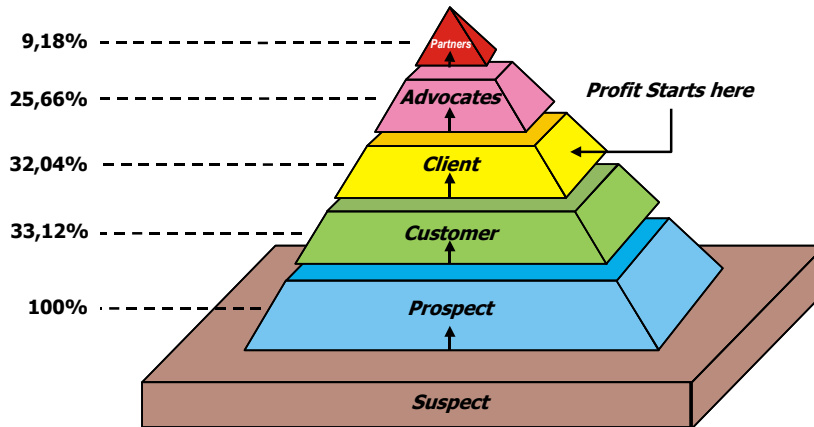 9,18%
Partners
25,66%
Advocates
Profit Starts here
32,04%
Client
33,12%
Customer
100%
Prospect
Suspect